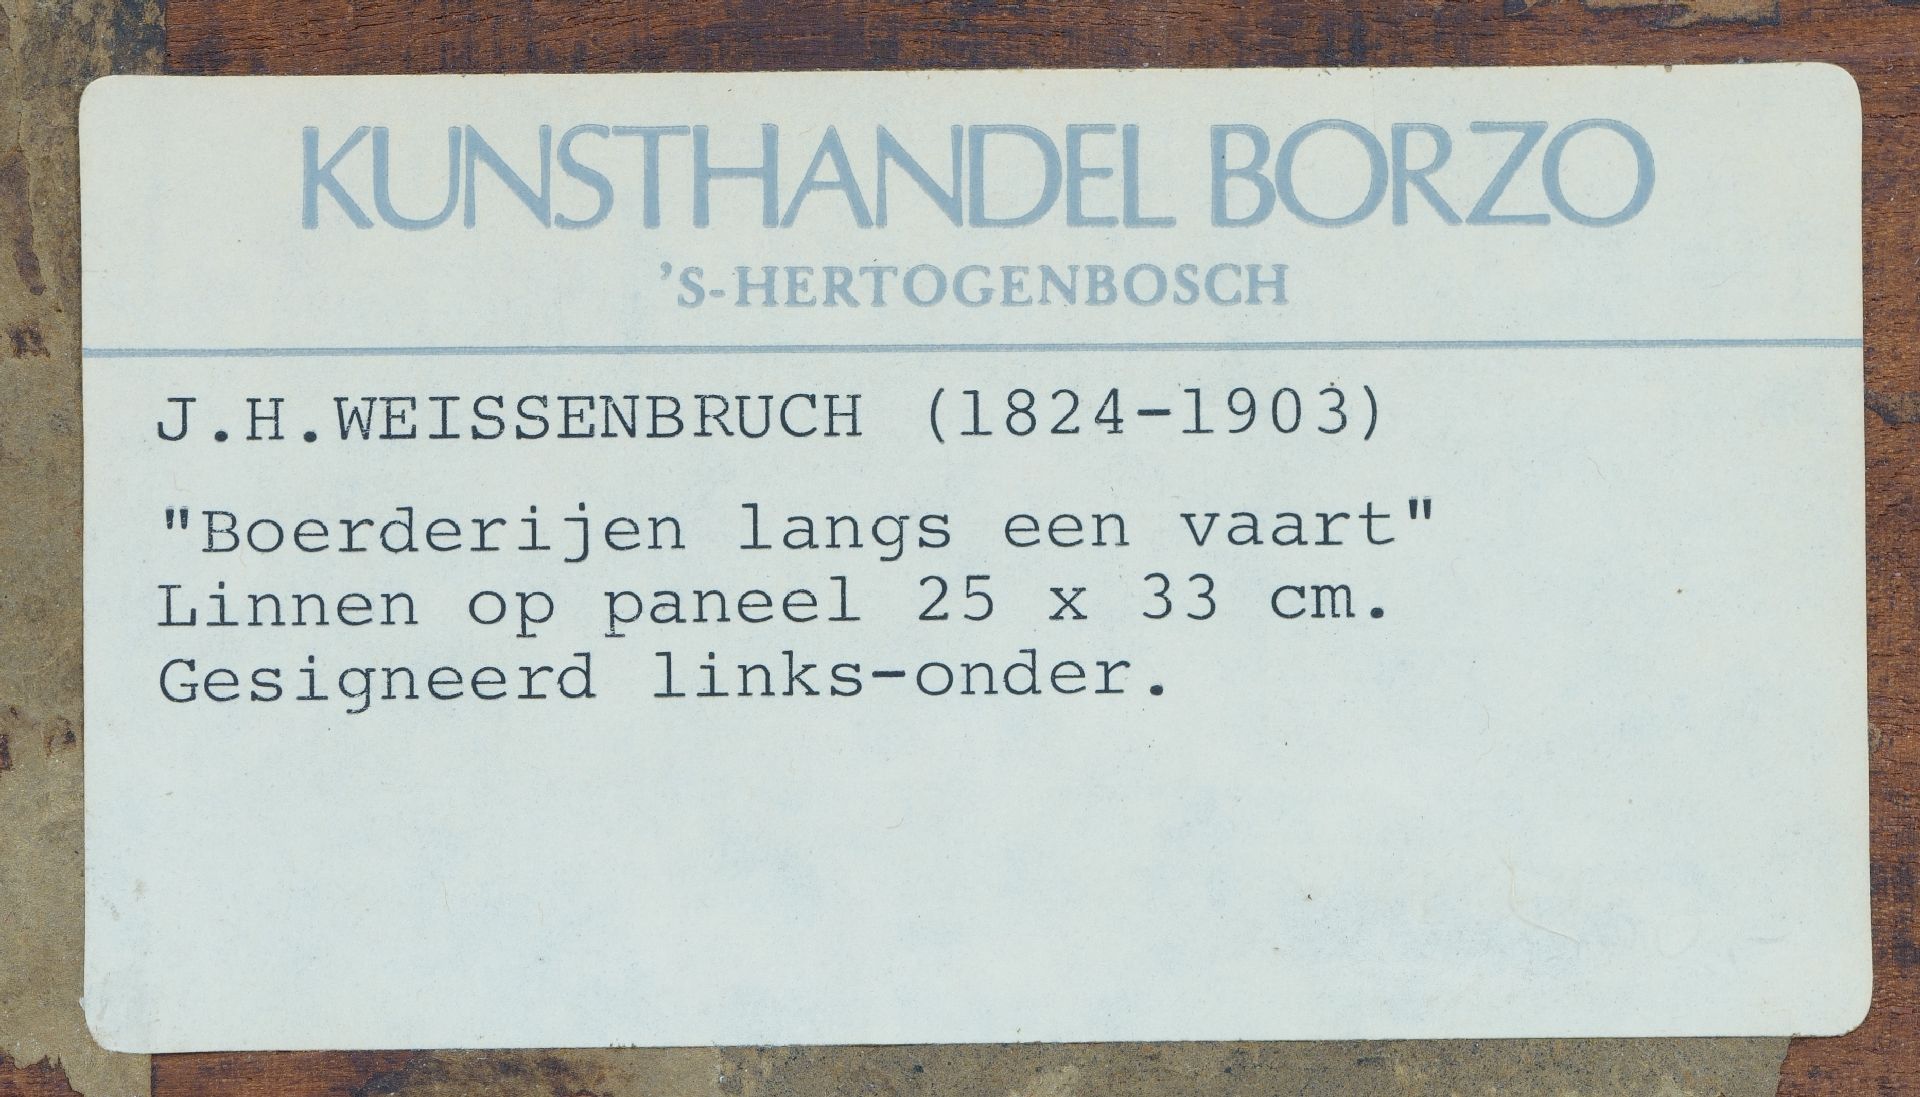 KUNSTHANDEL BORZO
'S-HERTOGENBOSCH
J.H.WEISSENBRUCH (1824-1903)
"Boerderijen langs een vaart"
Linnen op paneel 25 x 33 cm.
Gesigneerd links-onder.